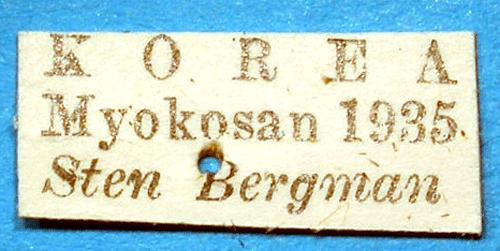 KOREA
Myokosan 1935
Sten Bergman